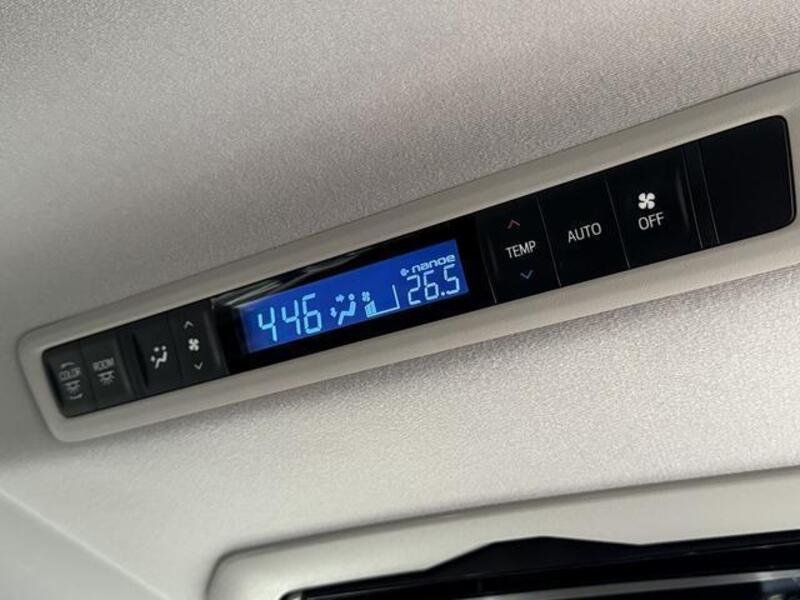 COLOR
ROOM
446
nanoe
26.5
TEMP
AUTO
OFF